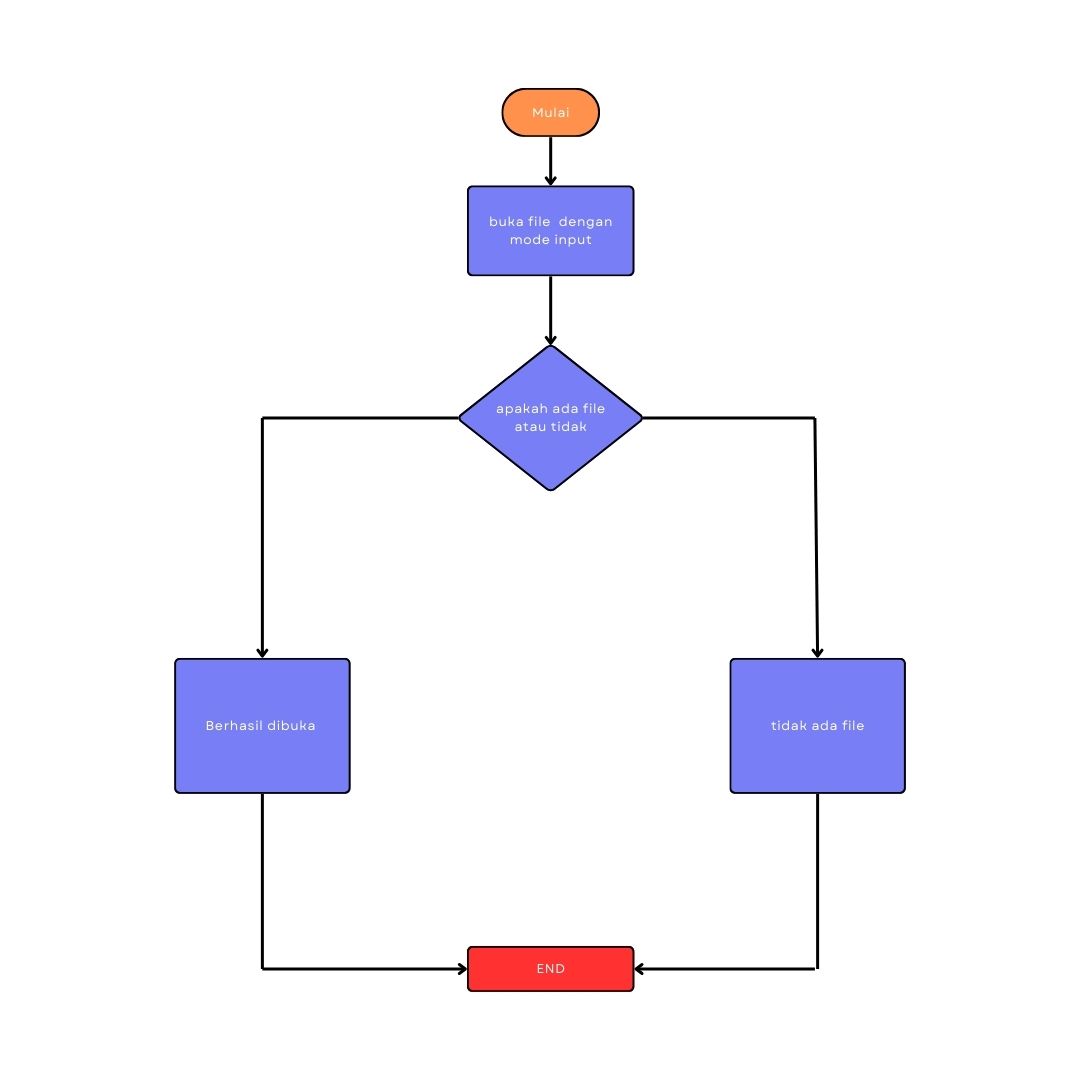 Mulai
buka file  dengan
mode input
apakah ada file
atau tidak
Berhasil dibuka
tidak ada file
END